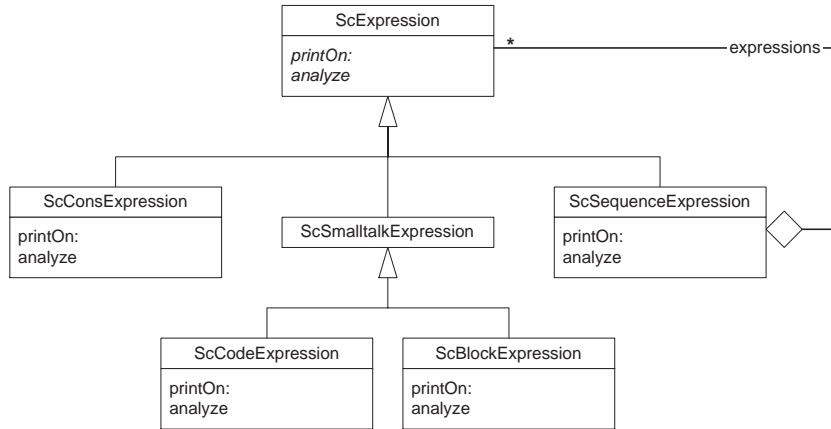 ScExpression
printOn:
analyze
*
expressions
ScConsExpression
printOn:
analyze
ScSmalltalkExpression
ScSequenceExpression
printOn:
analyze
ScCodeExpression
printOn:
analyze
ScBlockExpression
printOn:
analyze